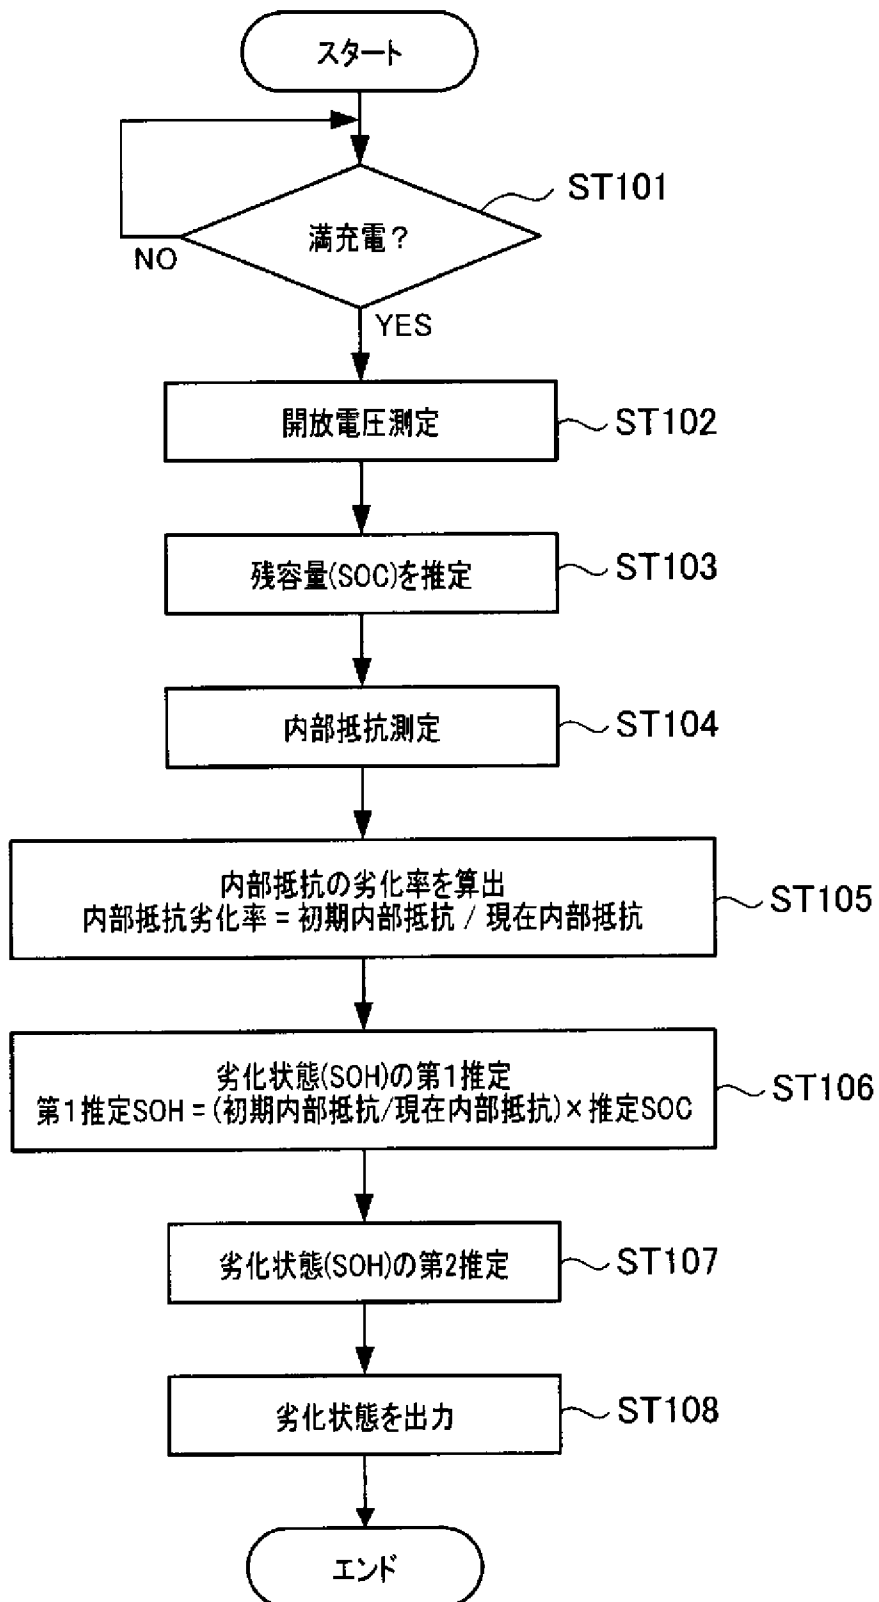 スタート
満充電？
ST101
NO
YES
開放電圧測定
ST102
残容量(SOC)を推定
ST103
内部抵抗測定
ST104
内部抵抗の劣化率を算出
内部抵抗劣化率 = 初期内部抵抗 / 現在内部抵抗
ST105
劣化状態(SOH)の第1推定
第1推定SOH = (初期内部抵抗/現在内部抵抗) × 推定SOC
ST106
劣化状態(SOH)の第2推定
ST107
劣化状態を出力
ST108
エンド